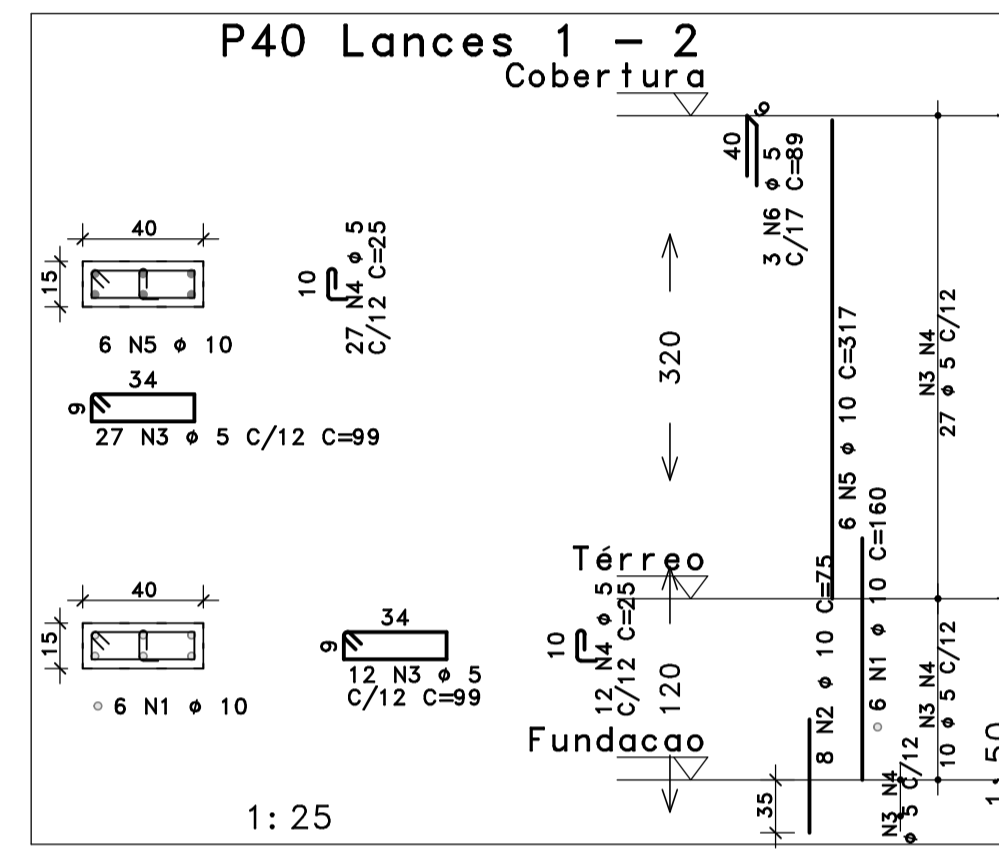 P40 Lances 1 - 2
Cobertura
40
9
3 N6 ϕ 5
C/17 C=89
40
15
6 N5 ϕ 10
10
27 N4 ϕ 5
C/12 C=25
34
9
27 N3 ϕ 5 C/12 C=99
320
6 N5 ϕ 10 C=317
N3 N4
27 ϕ 5 C/12
Térreo
40
15
6 N1 ϕ 10
34
9
12 N3 ϕ 5
C/12 C=99
10
12 N4 ϕ 5
C/12 C=25
120
8 N2 ϕ 10 C=75
6 N1 ϕ 10 C=160
N3 N4
10 ϕ 5 C/12
Fundacao
35
N3 N4
ϕ 5 C/12
1:25